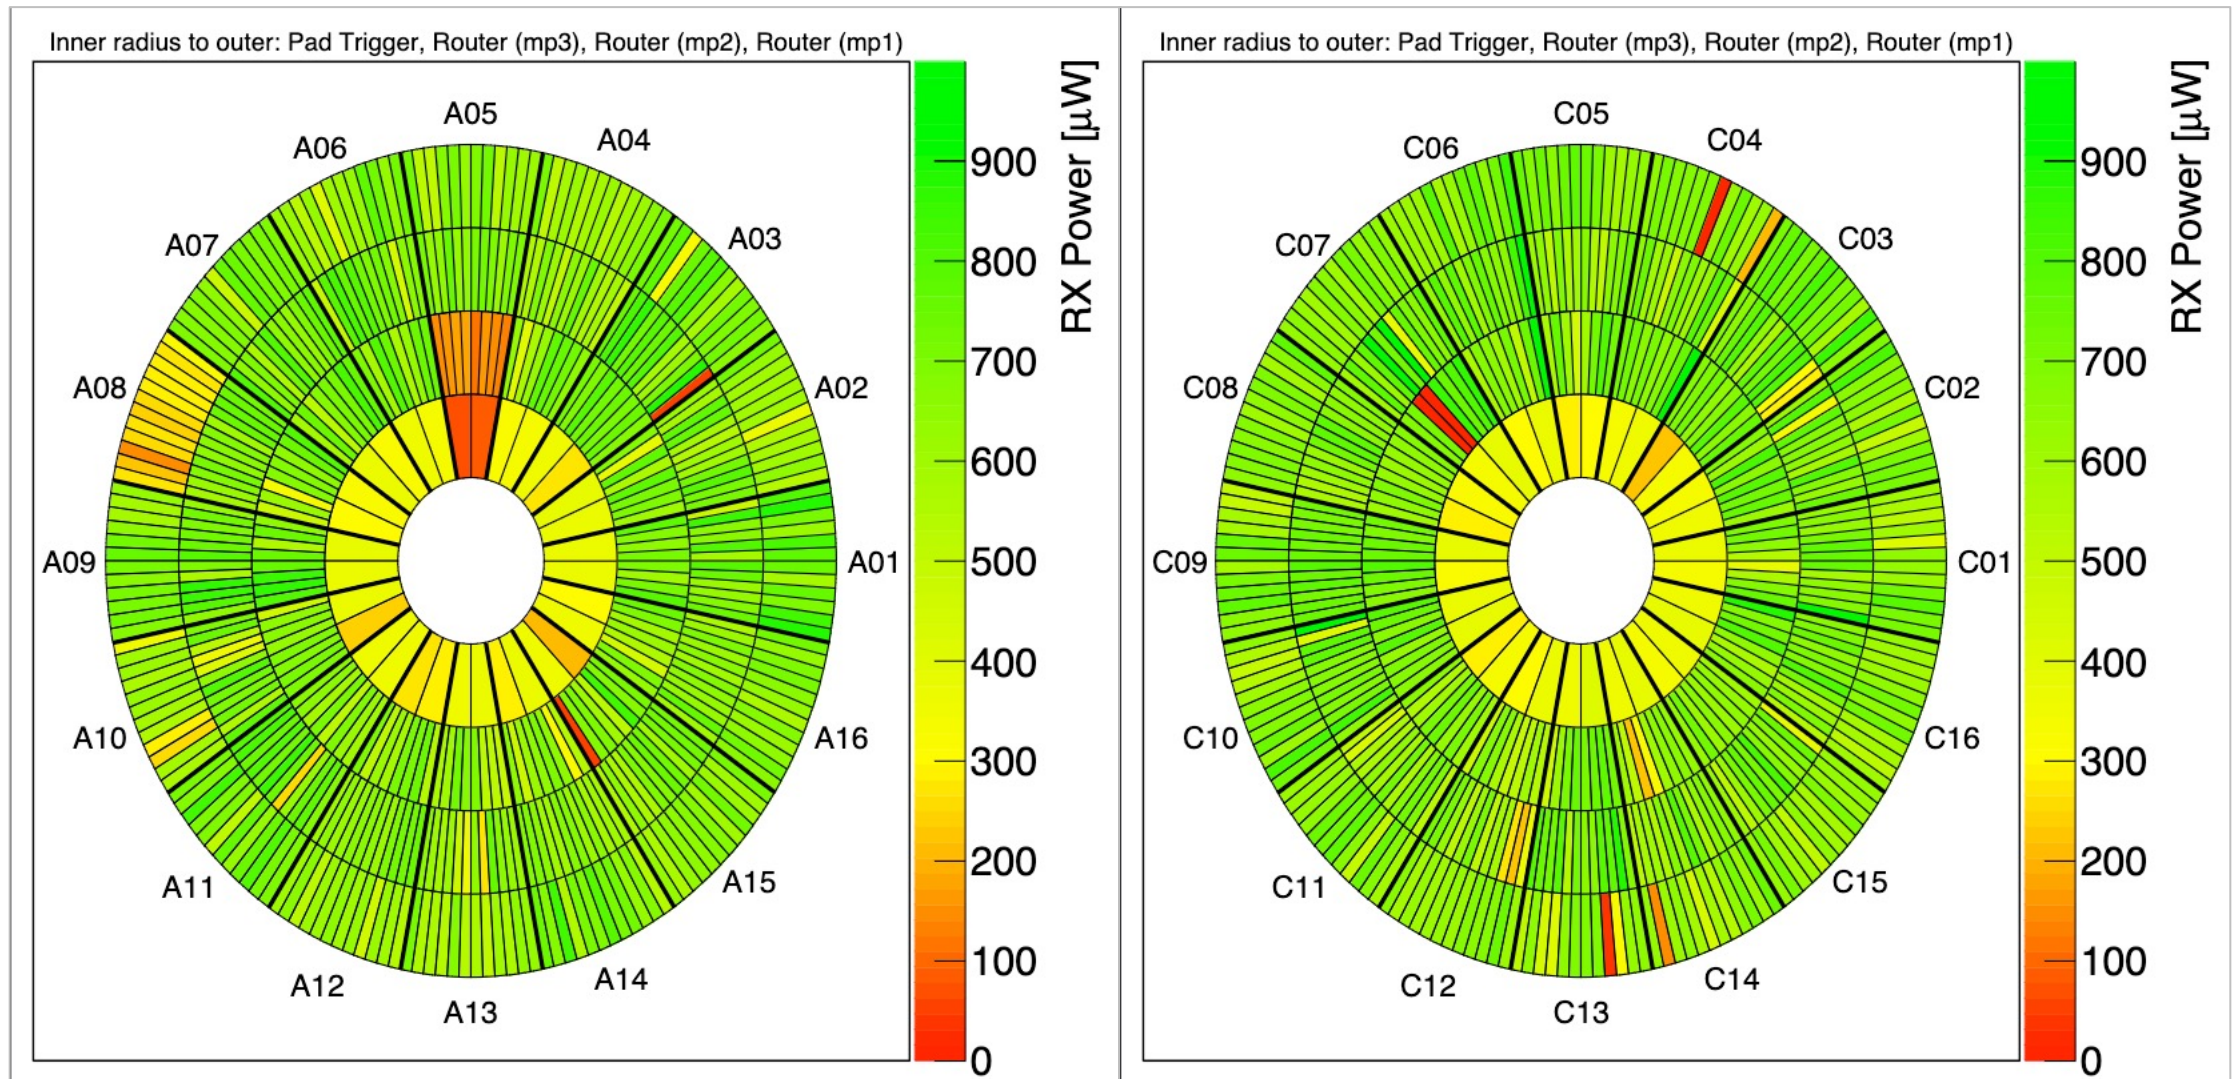 Inner radius to outer: Pad Trigger, Router (mp3), Router (mp2), Router (mp1)
A05
A04
A06
A03
A07
A02
A08
A01
A09
A16
A10
A15
A11
A14
A12
A13
900
800
700
600
500
400
300
200
100
0
RX Power [μW]
Inner radius to outer: Pad Trigger, Router (mp3), Router (mp2), Router (mp1)
C05
C04
C06
C03
C07
C02
C08
C01
C09
C16
C10
C15
C11
C14
C12
C13
900
800
700
600
500
400
300
200
100
0
RX Power [μW]